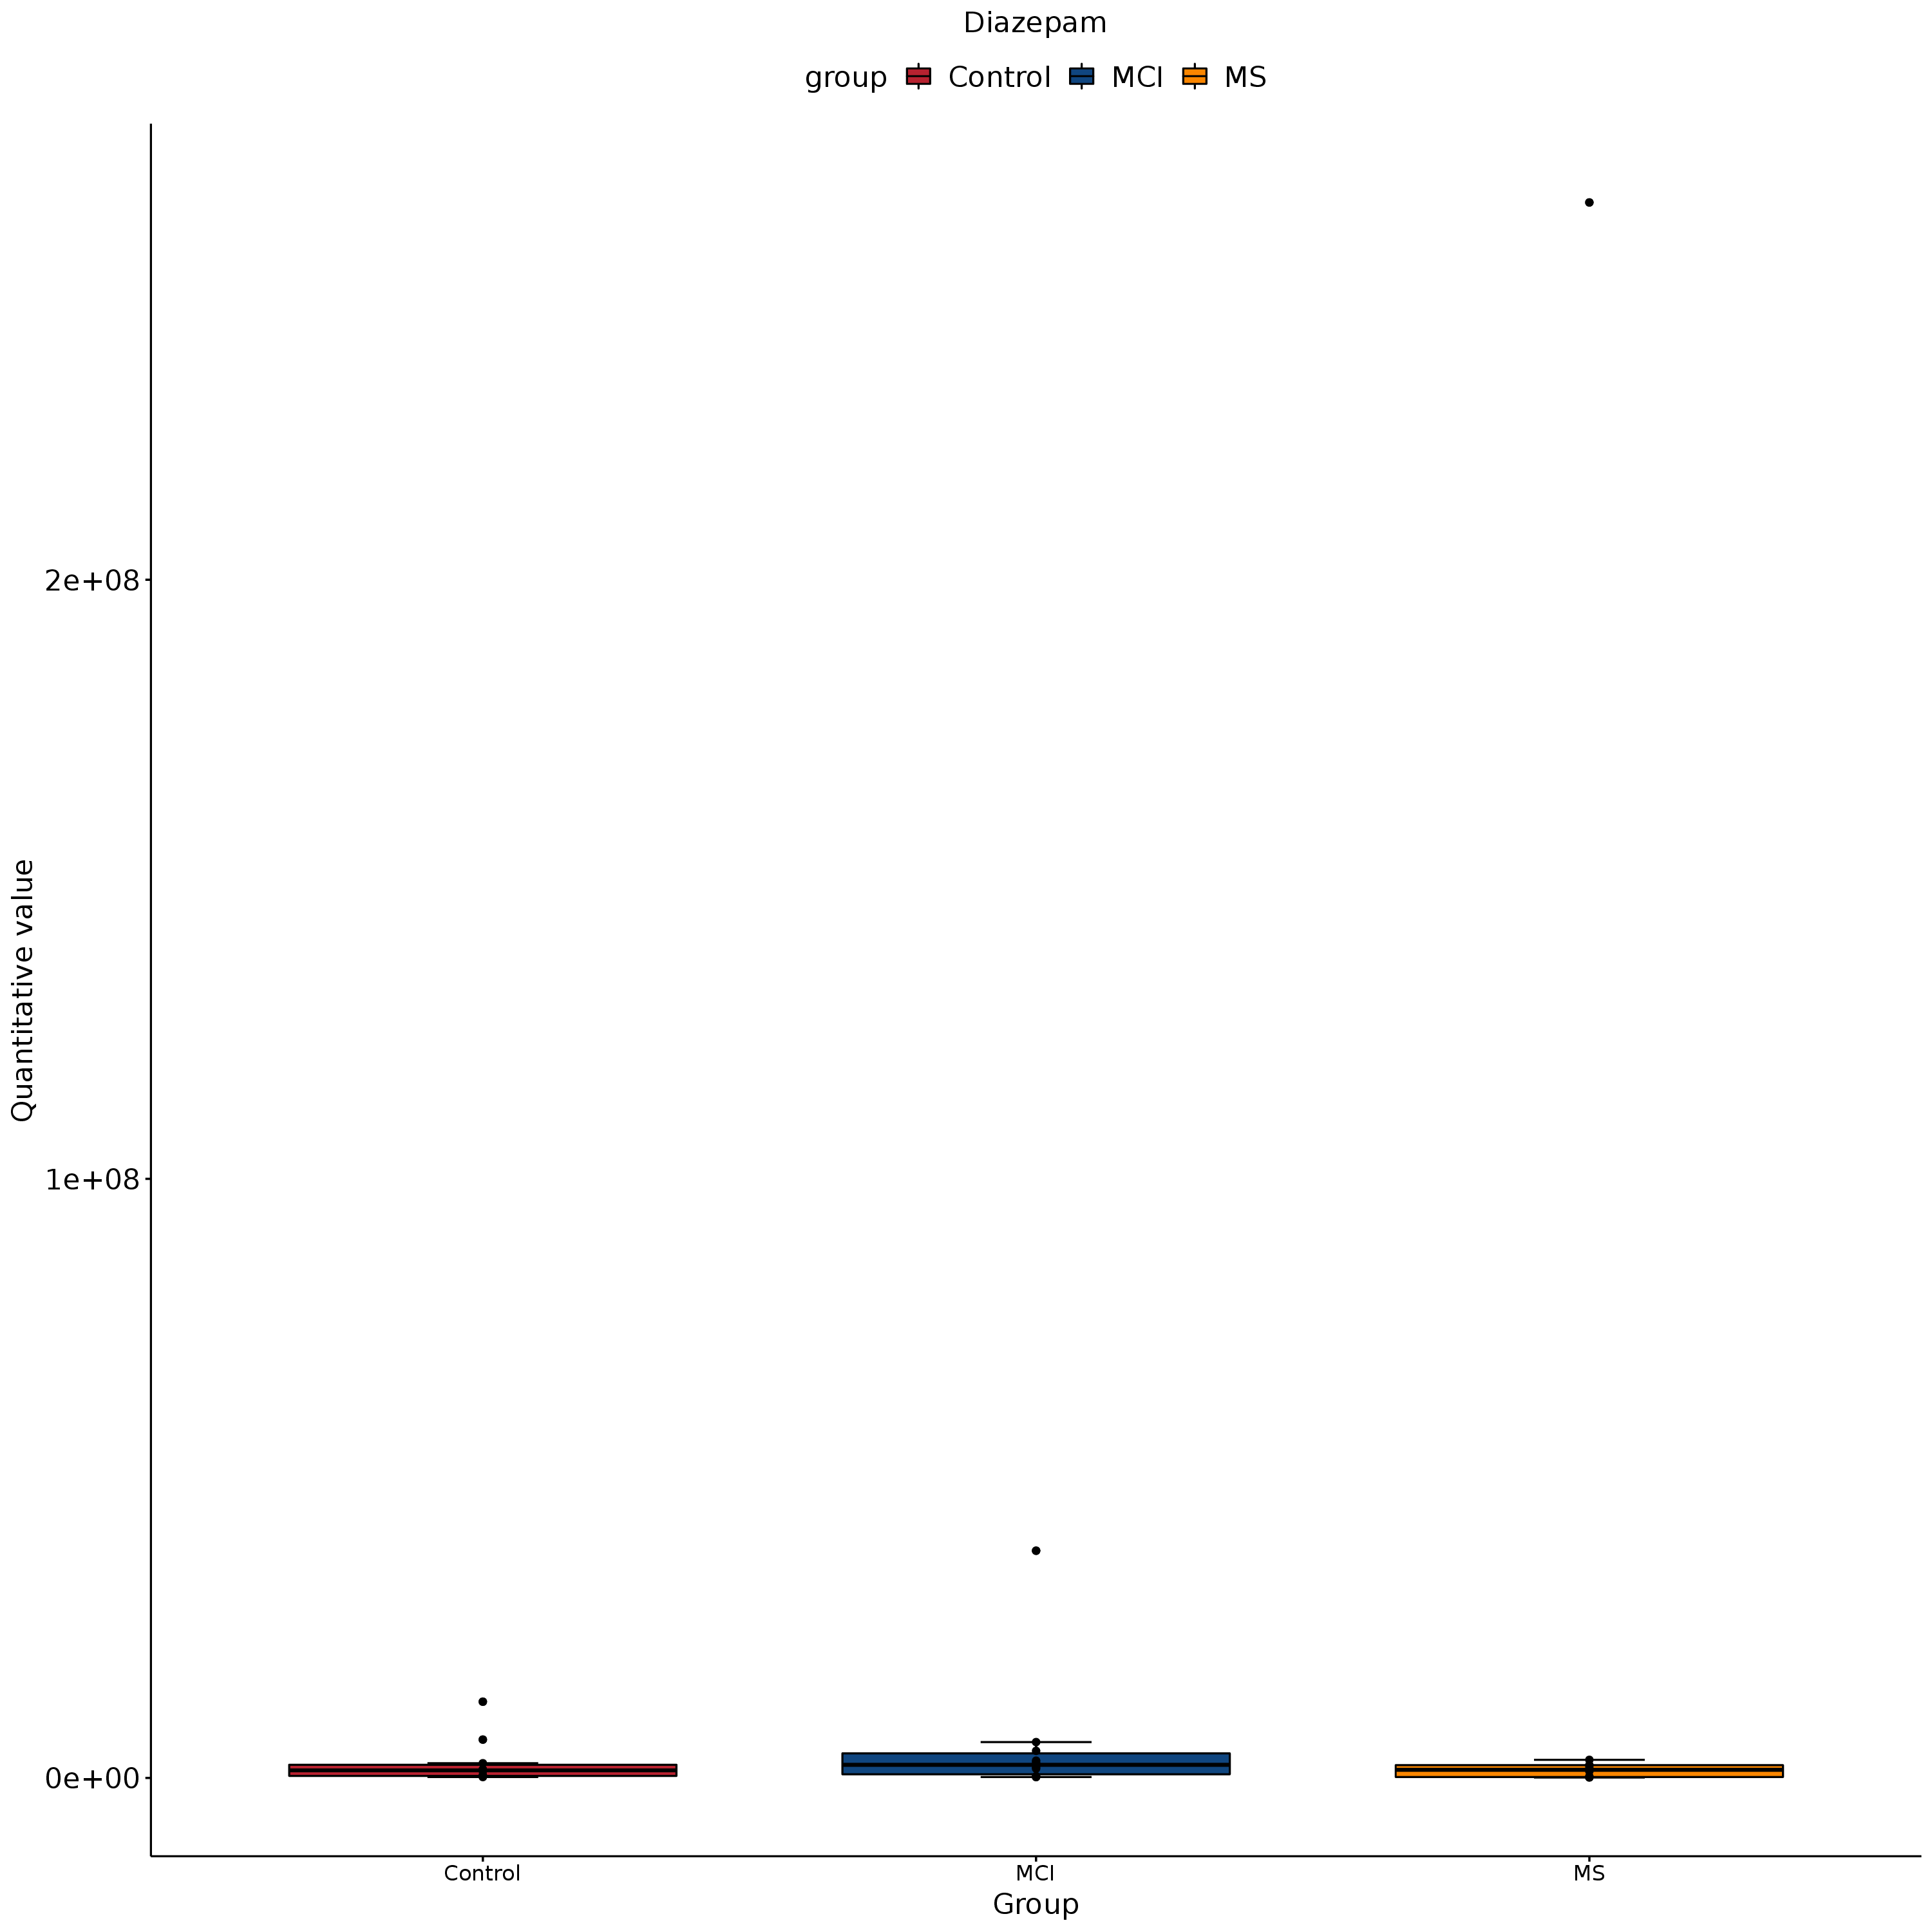 Diazepam
group Control MCI MS
Quantitative value
2e+08
1e+08
0e+00
Control MCI MS
Group